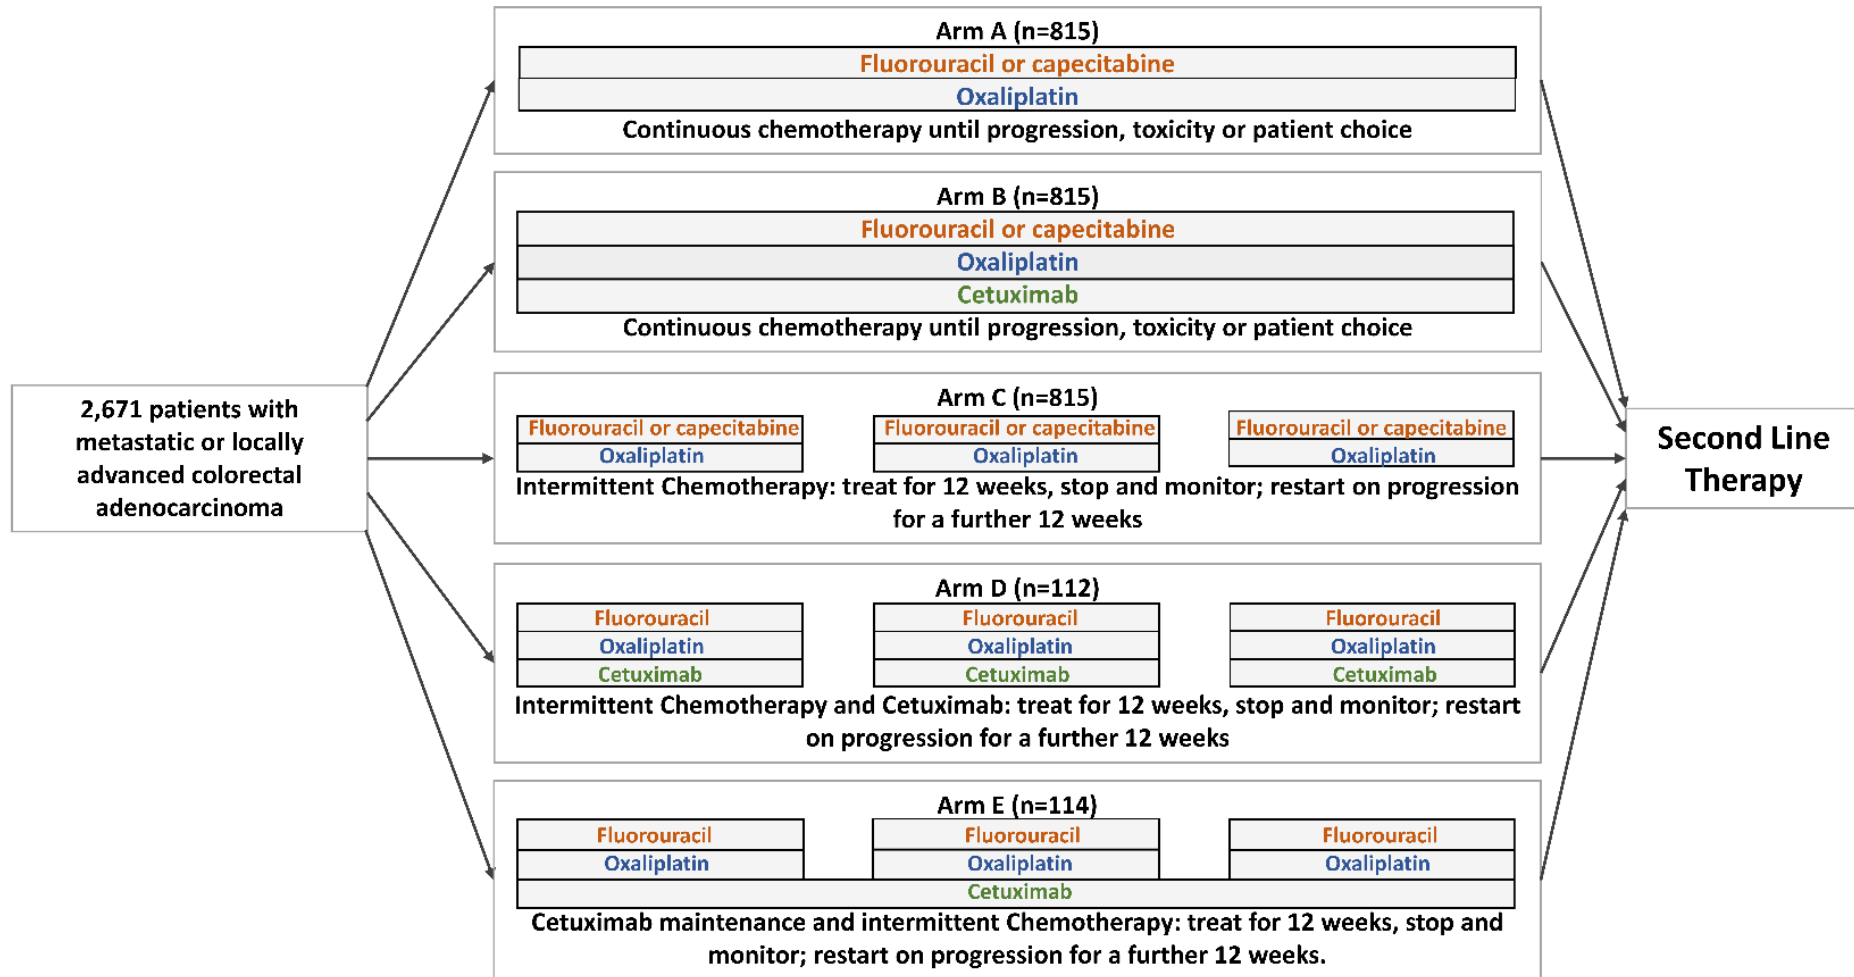 2,671 patients with
metastatic or locally
advanced colorectal
adenocarcinoma
Arm A (n=815)
Fluorouracil or capecitabine
Oxaliplatin
Continuous chemotherapy until progression, toxicity or patient choice
Arm B (n=815)
Fluorouracil or capecitabine
Oxaliplatin
Cetuximab
Continuous chemotherapy until progression, toxicity or patient choice
Arm C (n=815)
Fluorouracil or capecitabine Fluorouracil or capecitabine Fluorouracil or capecitabine
Oxaliplatin Oxaliplatin Oxaliplatin
Intermittent Chemotherapy: treat for 12 weeks, stop and monitor; restart on progression
for a further 12 weeks
Arm D (n=112)
Fluorouracil Fluorouracil Fluorouracil
Oxaliplatin Oxaliplatin Oxaliplatin
Cetuximab Cetuximab Cetuximab
Intermittent Chemotherapy and Cetuximab: treat for 12 weeks, stop and monitor; restart
on progression for a further 12 weeks
Arm E (n=114)
Fluorouracil Fluorouracil Fluorouracil
Oxaliplatin Oxaliplatin Oxaliplatin
Cetuximab
Cetuximab maintenance and intermittent Chemotherapy: treat for 12 weeks, stop and
monitor; restart on progression for a further 12 weeks.
Second Line
Therapy